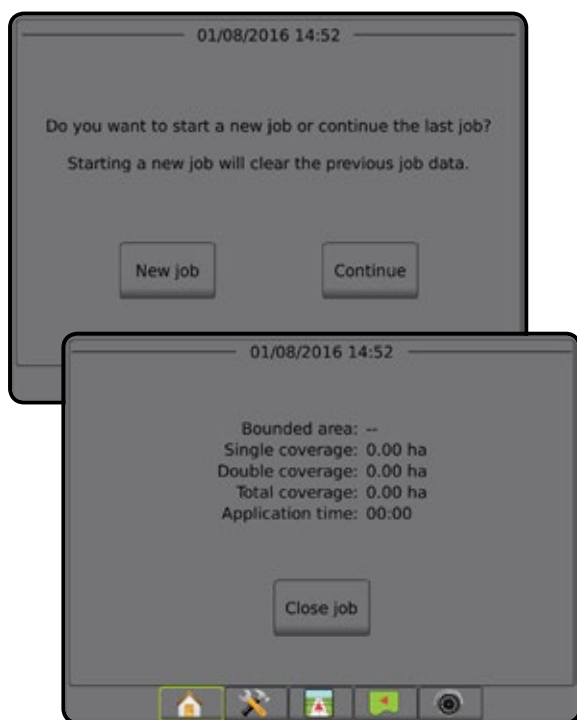 01/08/2016 14:52
Do you want to start a new job or continue the last job?
Starting a new job will clear the previous job data.
New job
Continue
01/08/2016 14:52
Bounded area: --
Single coverage: 0.00 ha
Double coverage: 0.00 ha
Total coverage: 0.00 ha
Application time: 00:00
Close job